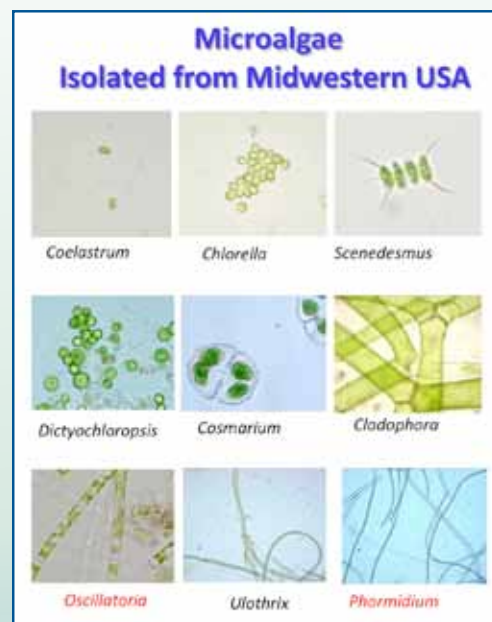 Microalgae
Isolated from Midwestern USA
Coelastrum
Chlorella
Scenedesmus
Dictyochloropsis
Cosmarium
Cladophora
Oscillatoria
Ulothrix
Phormidium